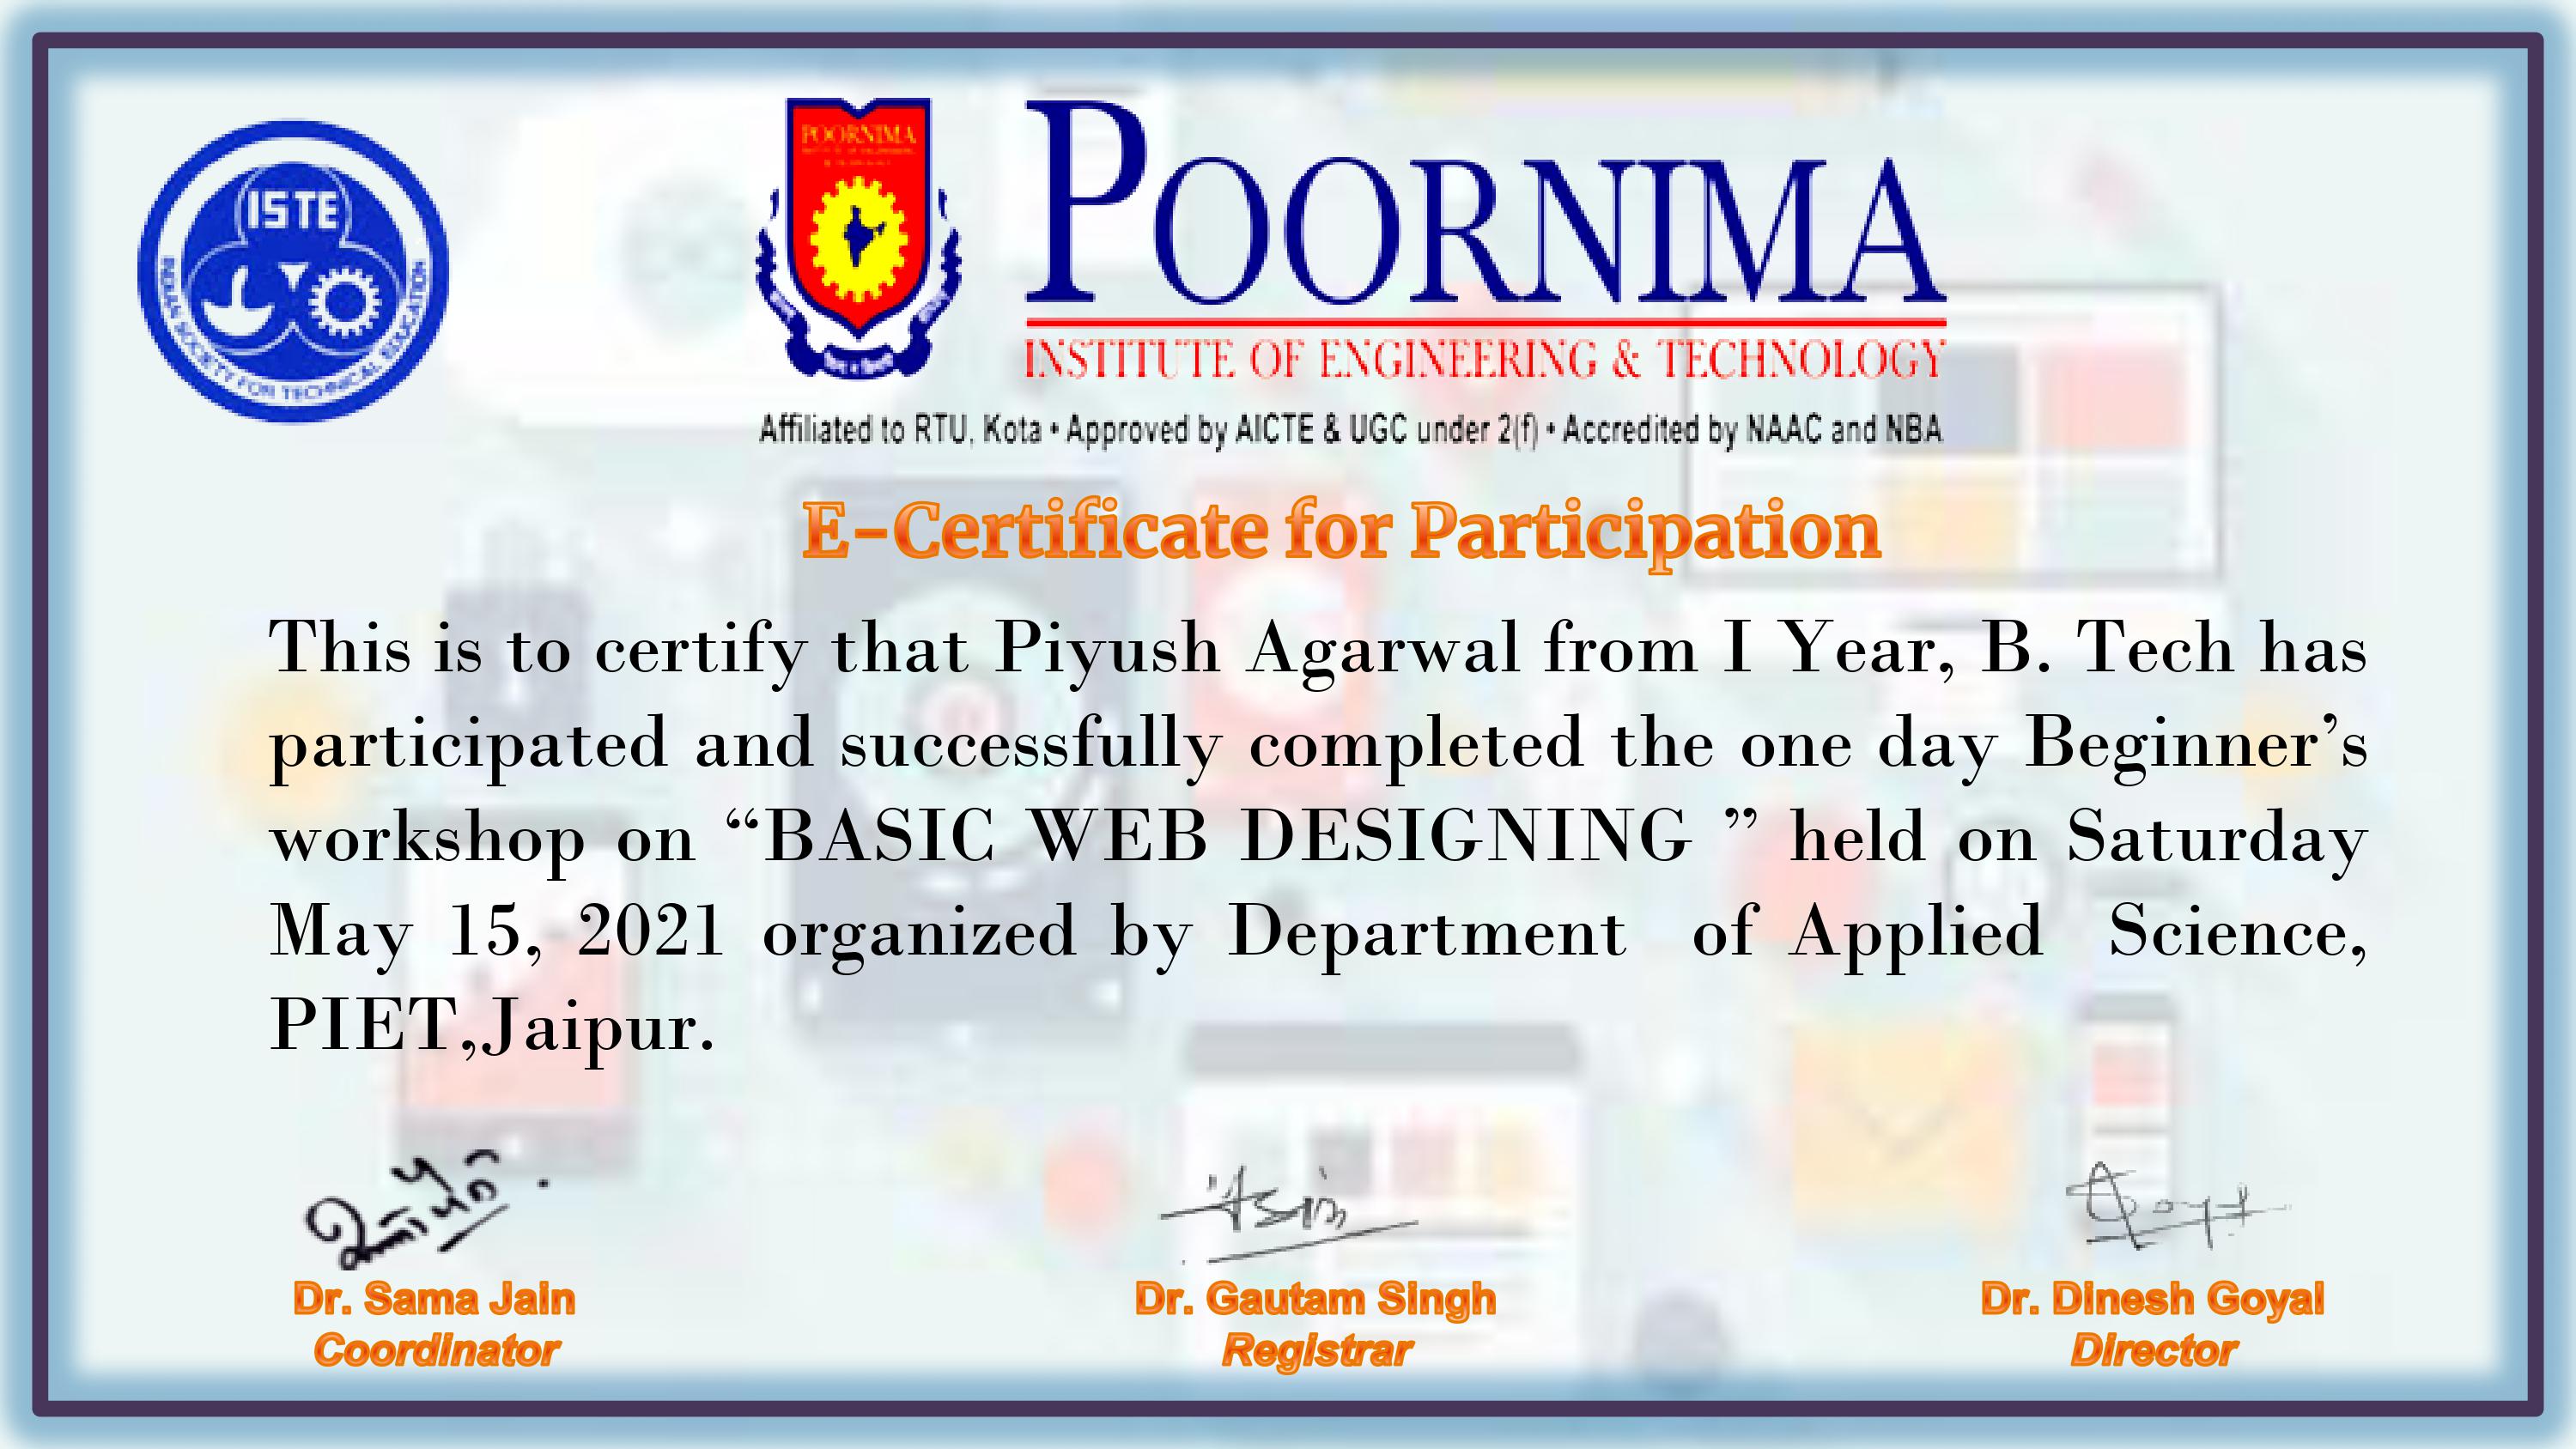 ISTE
INDIAN SOCIETY FOR TECHNICAL EDUCATION
POORNIMA
POORNIMA
INSTITUTE OF ENGINEERING & TECHNOLOGY
Affiliated to RTU, Kota • Approved by AICTE & UGC under 2(f) • Accredited by NAAC and NBA
E-Certificate for Participation
This is to certify that Piyush Agarwal from I Year, B. Tech has
participated and successfully completed the one day Beginner’s
workshop on “BASIC WEB DESIGNING ” held on Saturday
May 15, 2021 organized by Department of Applied Science,
PIET,Jaipur.
Dr. Sama Jain
Coordinator
Dr. Gautam Singh
Registrar
Dr. Dinesh Goyal
Director